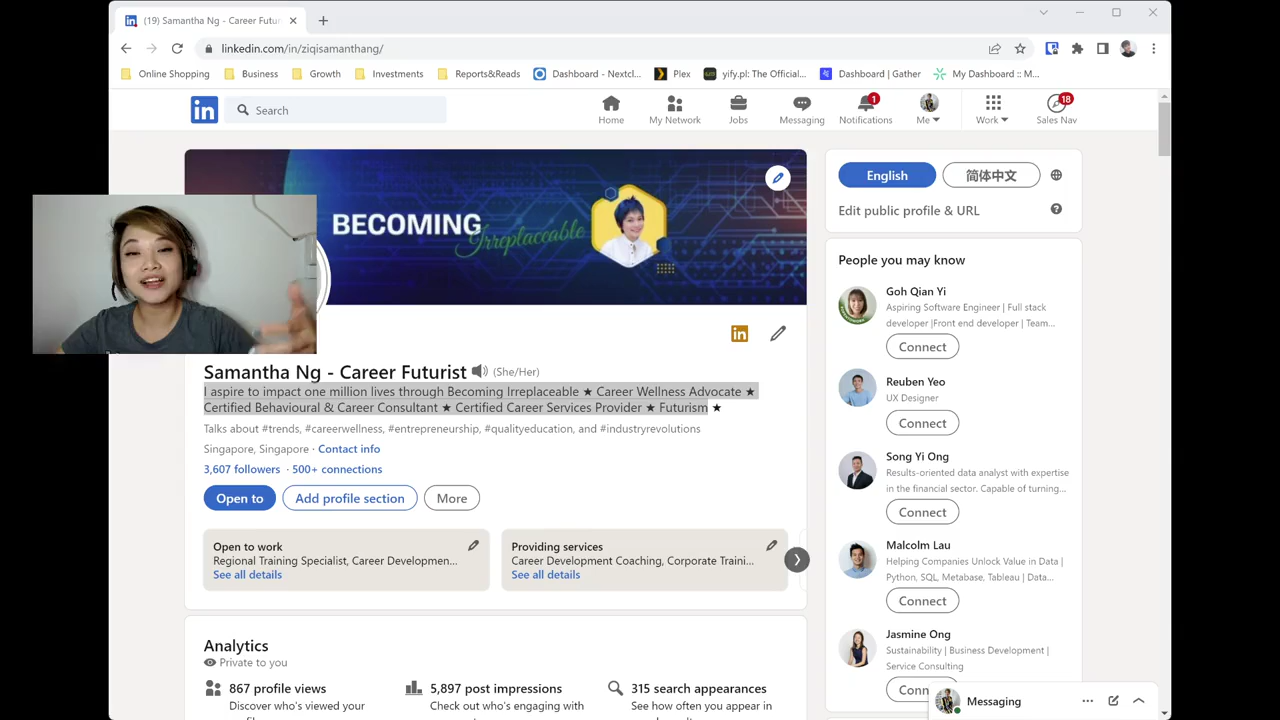 (19) Samantha Ng - Career Futur
linkedin.com/in/ziqisamanthang/
Online Shopping Business Growth Investments Reports&Reads Dashboard - Nextcl... Plex yify.pl: The Official... Dashboard | Gather My Dashboard :: M...
in Search
Home My Network Jobs Messaging 1 Notifications Me Work 18 Sales Nav
BECOMING
Irreplaceable
English 简体中文
Edit public profile & URL
in
Samantha Ng - Career Futurist (She/Her)
I aspire to impact one million lives through Becoming Irreplaceable ★ Career Wellness Advocate ★
Certified Behavioural & Career Consultant ★ Certified Career Services Provider ★ Futurism ★
Talks about #trends, #careerwellness, #entrepreneurship, #qualityeducation, and #industryrevolutions
Singapore, Singapore · Contact info
3,607 followers · 500+ connections
Open to Add profile section More
Open to work
Regional Training Specialist, Career Developmen...
See all details
Providing services
Career Development Coaching, Corporate Traini...
See all details
Analytics
Private to you
867 profile views
Discover who's viewed your
5,897 post impressions
Check out who's engaging with
315 search appearances
See how often you appear in
People you may know
Goh Qian Yi
Aspiring Software Engineer | Full stack
developer |Front end developer | Team...
Connect
Reuben Yeo
UX Designer
Connect
Song Yi Ong
Results-oriented data analyst with expertise
in the financial sector. Capable of turning...
Connect
Malcolm Lau
Helping Companies Unlock Value in Data |
Python, SQL, Metabase, Tableau | Data...
Connect
Jasmine Ong
Sustainability | Business Development |
Service Consulting
Conn
Messaging